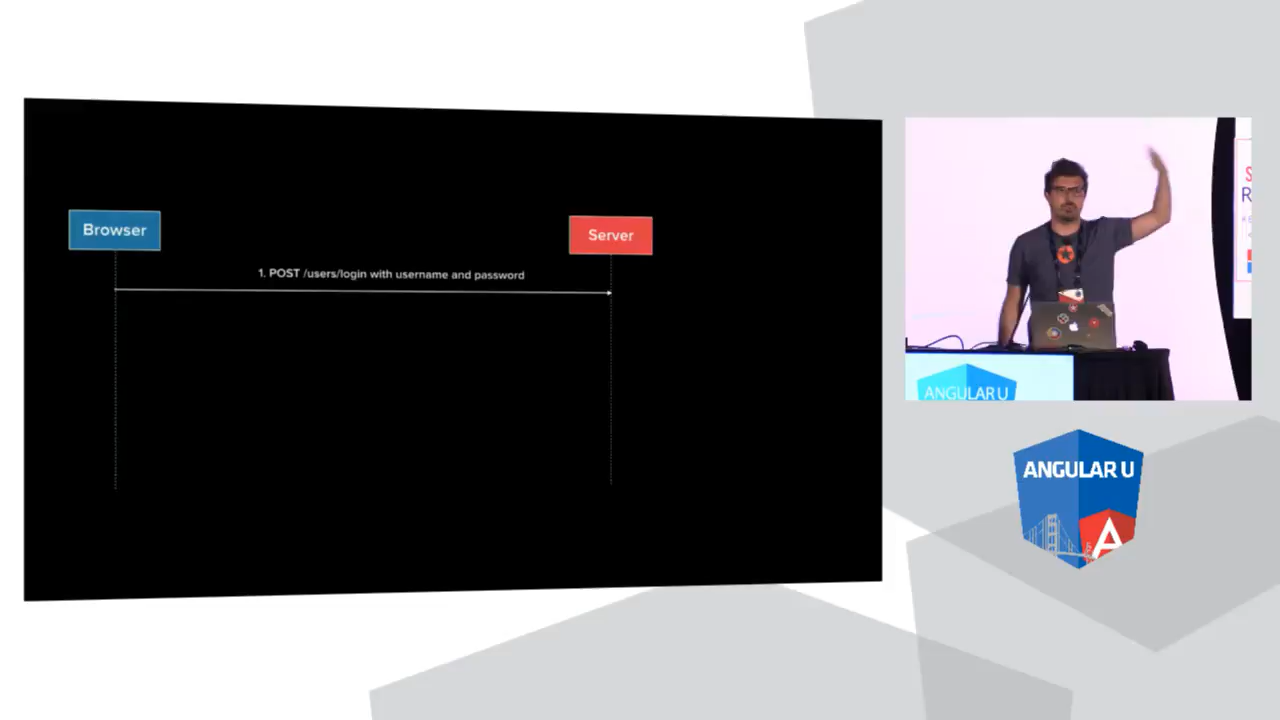 Browser
Server
1. POST /users/login with username and password
ANGULAR U
ANGULAR U
A